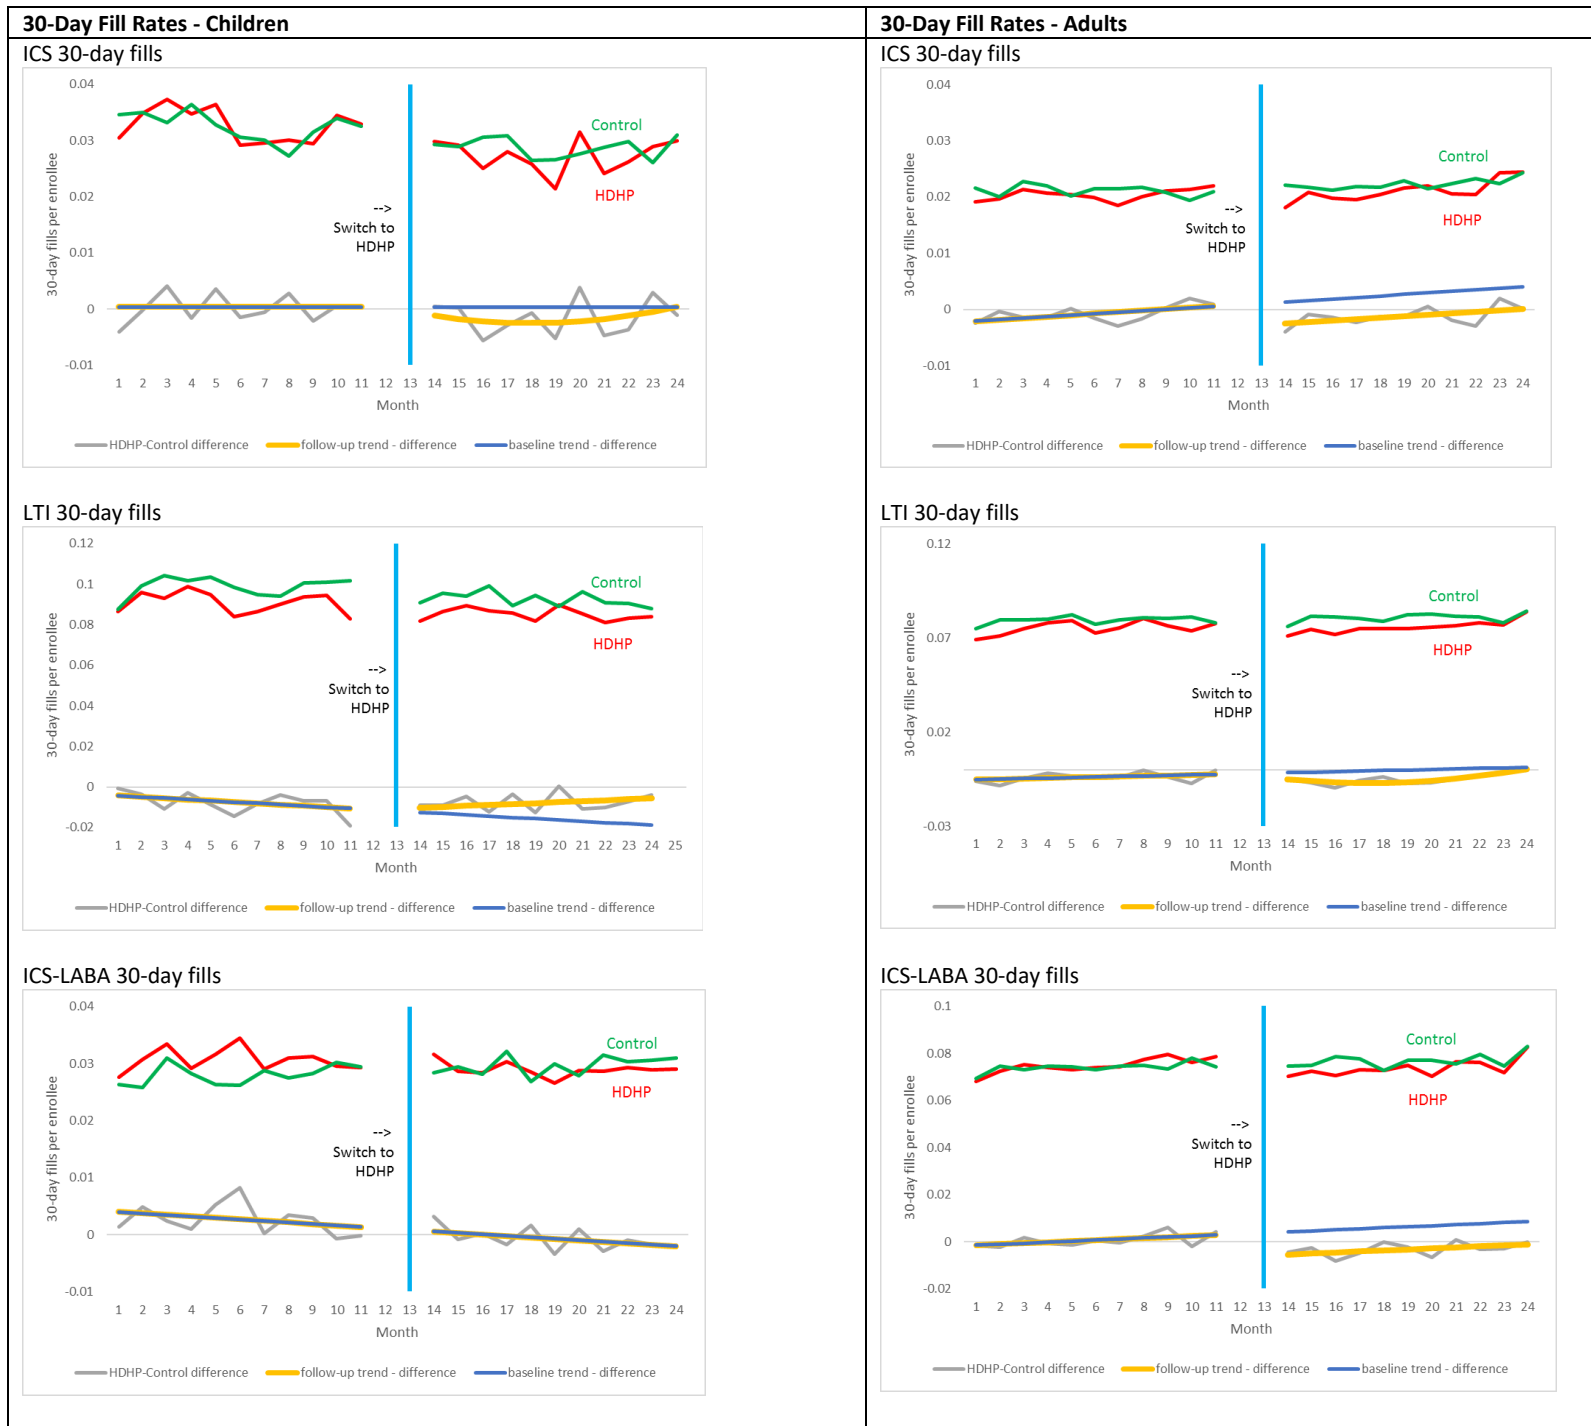 30-Day Fill Rates - Children
ICS 30-day fills
0.04
0.03
0.02
0.01
0
-0.01
30-day fills per enrollee
Control
HDHP
-->
Switch to
HDHP
1 2 3 4 5 6 7 8 9 10 11 12 13 14 15 16 17 18 19 20 21 22 23 24
Month
HDHP-Control difference follow-up trend - difference baseline trend - difference
LTI 30-day fills
0.12
0.1
0.08
0.06
0.04
0.02
0
-0.02
30-day fills per enrollee
Control
HDHP
-->
Switch to
HDHP
1 2 3 4 5 6 7 8 9 10 11 12 13 14 15 16 17 18 19 20 21 22 23 24 25
Month
HDHP-Control difference follow-up trend - difference baseline trend - difference
ICS-LABA 30-day fills
0.04
0.03
0.02
0.01
0
-0.01
30-day fills per enrollee
Control
HDHP
-->
Switch to
HDHP
1 2 3 4 5 6 7 8 9 10 11 12 13 14 15 16 17 18 19 20 21 22 23 24
Month
HDHP-Control difference follow-up trend - difference baseline trend - difference
30-Day Fill Rates - Adults
ICS 30-day fills
0.04
0.03
0.02
0.01
0
-0.01
30-day fills per enrollee
Control
HDHP
-->
Switch to
HDHP
1 2 3 4 5 6 7 8 9 10 11 12 13 14 15 16 17 18 19 20 21 22 23 24
Month
HDHP-Control difference follow-up trend - difference baseline trend - difference
LTI 30-day fills
0.12
0.07
0.02
-0.03
30-day fills per enrollee
Control
HDHP
-->
Switch to
HDHP
1 2 3 4 5 6 7 8 9 10 11 12 13 14 15 16 17 18 19 20 21 22 23 24
Month
HDHP-Control difference follow-up trend - difference baseline trend - difference
ICS-LABA 30-day fills
0.1
0.08
0.06
0.04
0.02
0
-0.02
30-day fills per enrollee
Control
HDHP
-->
Switch to
HDHP
1 2 3 4 5 6 7 8 9 10 11 12 13 14 15 16 17 18 19 20 21 22 23 24
Month
HDHP-Control difference follow-up trend - difference baseline trend - difference